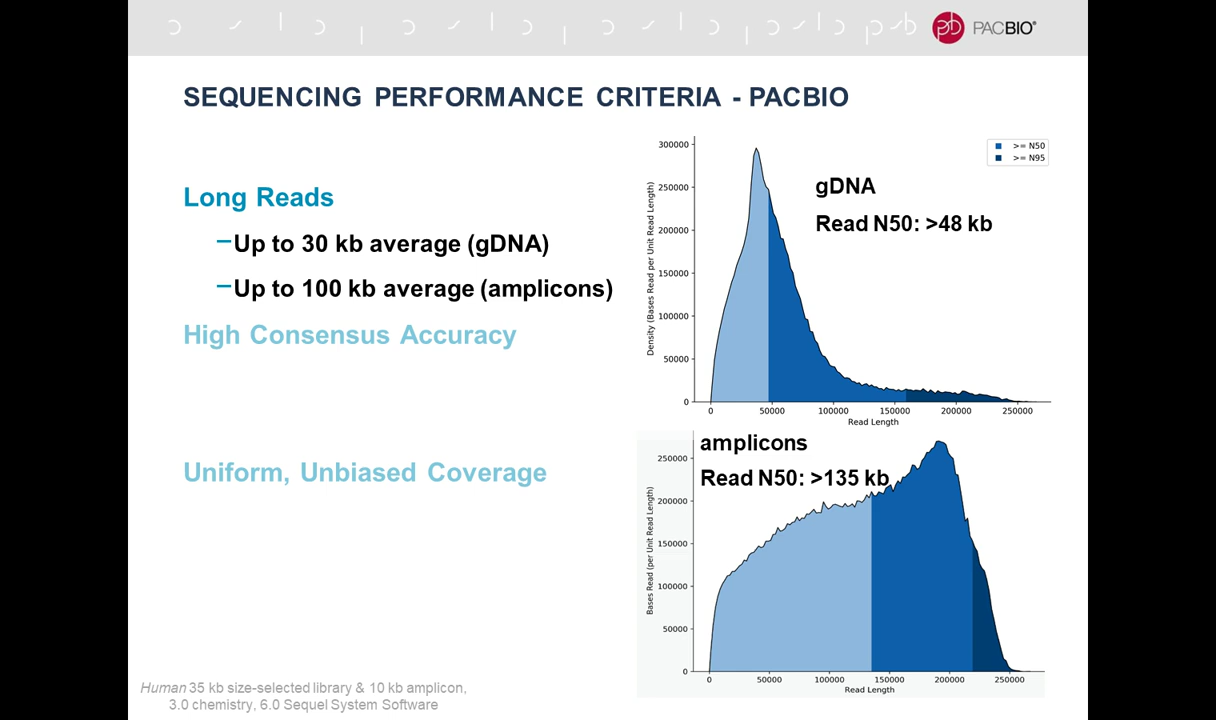 PACBIO®
SEQUENCING PERFORMANCE CRITERIA - PACBIO
Long Reads
–Up to 30 kb average (gDNA)
–Up to 100 kb average (amplicons)
High Consensus Accuracy
Uniform, Unbiased Coverage
Human 35 kb size-selected library & 10 kb amplicon,
3.0 chemistry, 6.0 Sequel System Software
>= N50
>= N95
gDNA
Read N50: >48 kb
Density (Bases Read per Unit Read Length)
300000
250000
200000
150000
100000
50000
0
0 50000 100000 150000 200000 250000
Read Length
amplicons
Read N50: >135 kb
Bases Read (per Unit Read Length)
250000
200000
150000
100000
50000
0
0 50000 100000 150000 200000 250000
Read Length